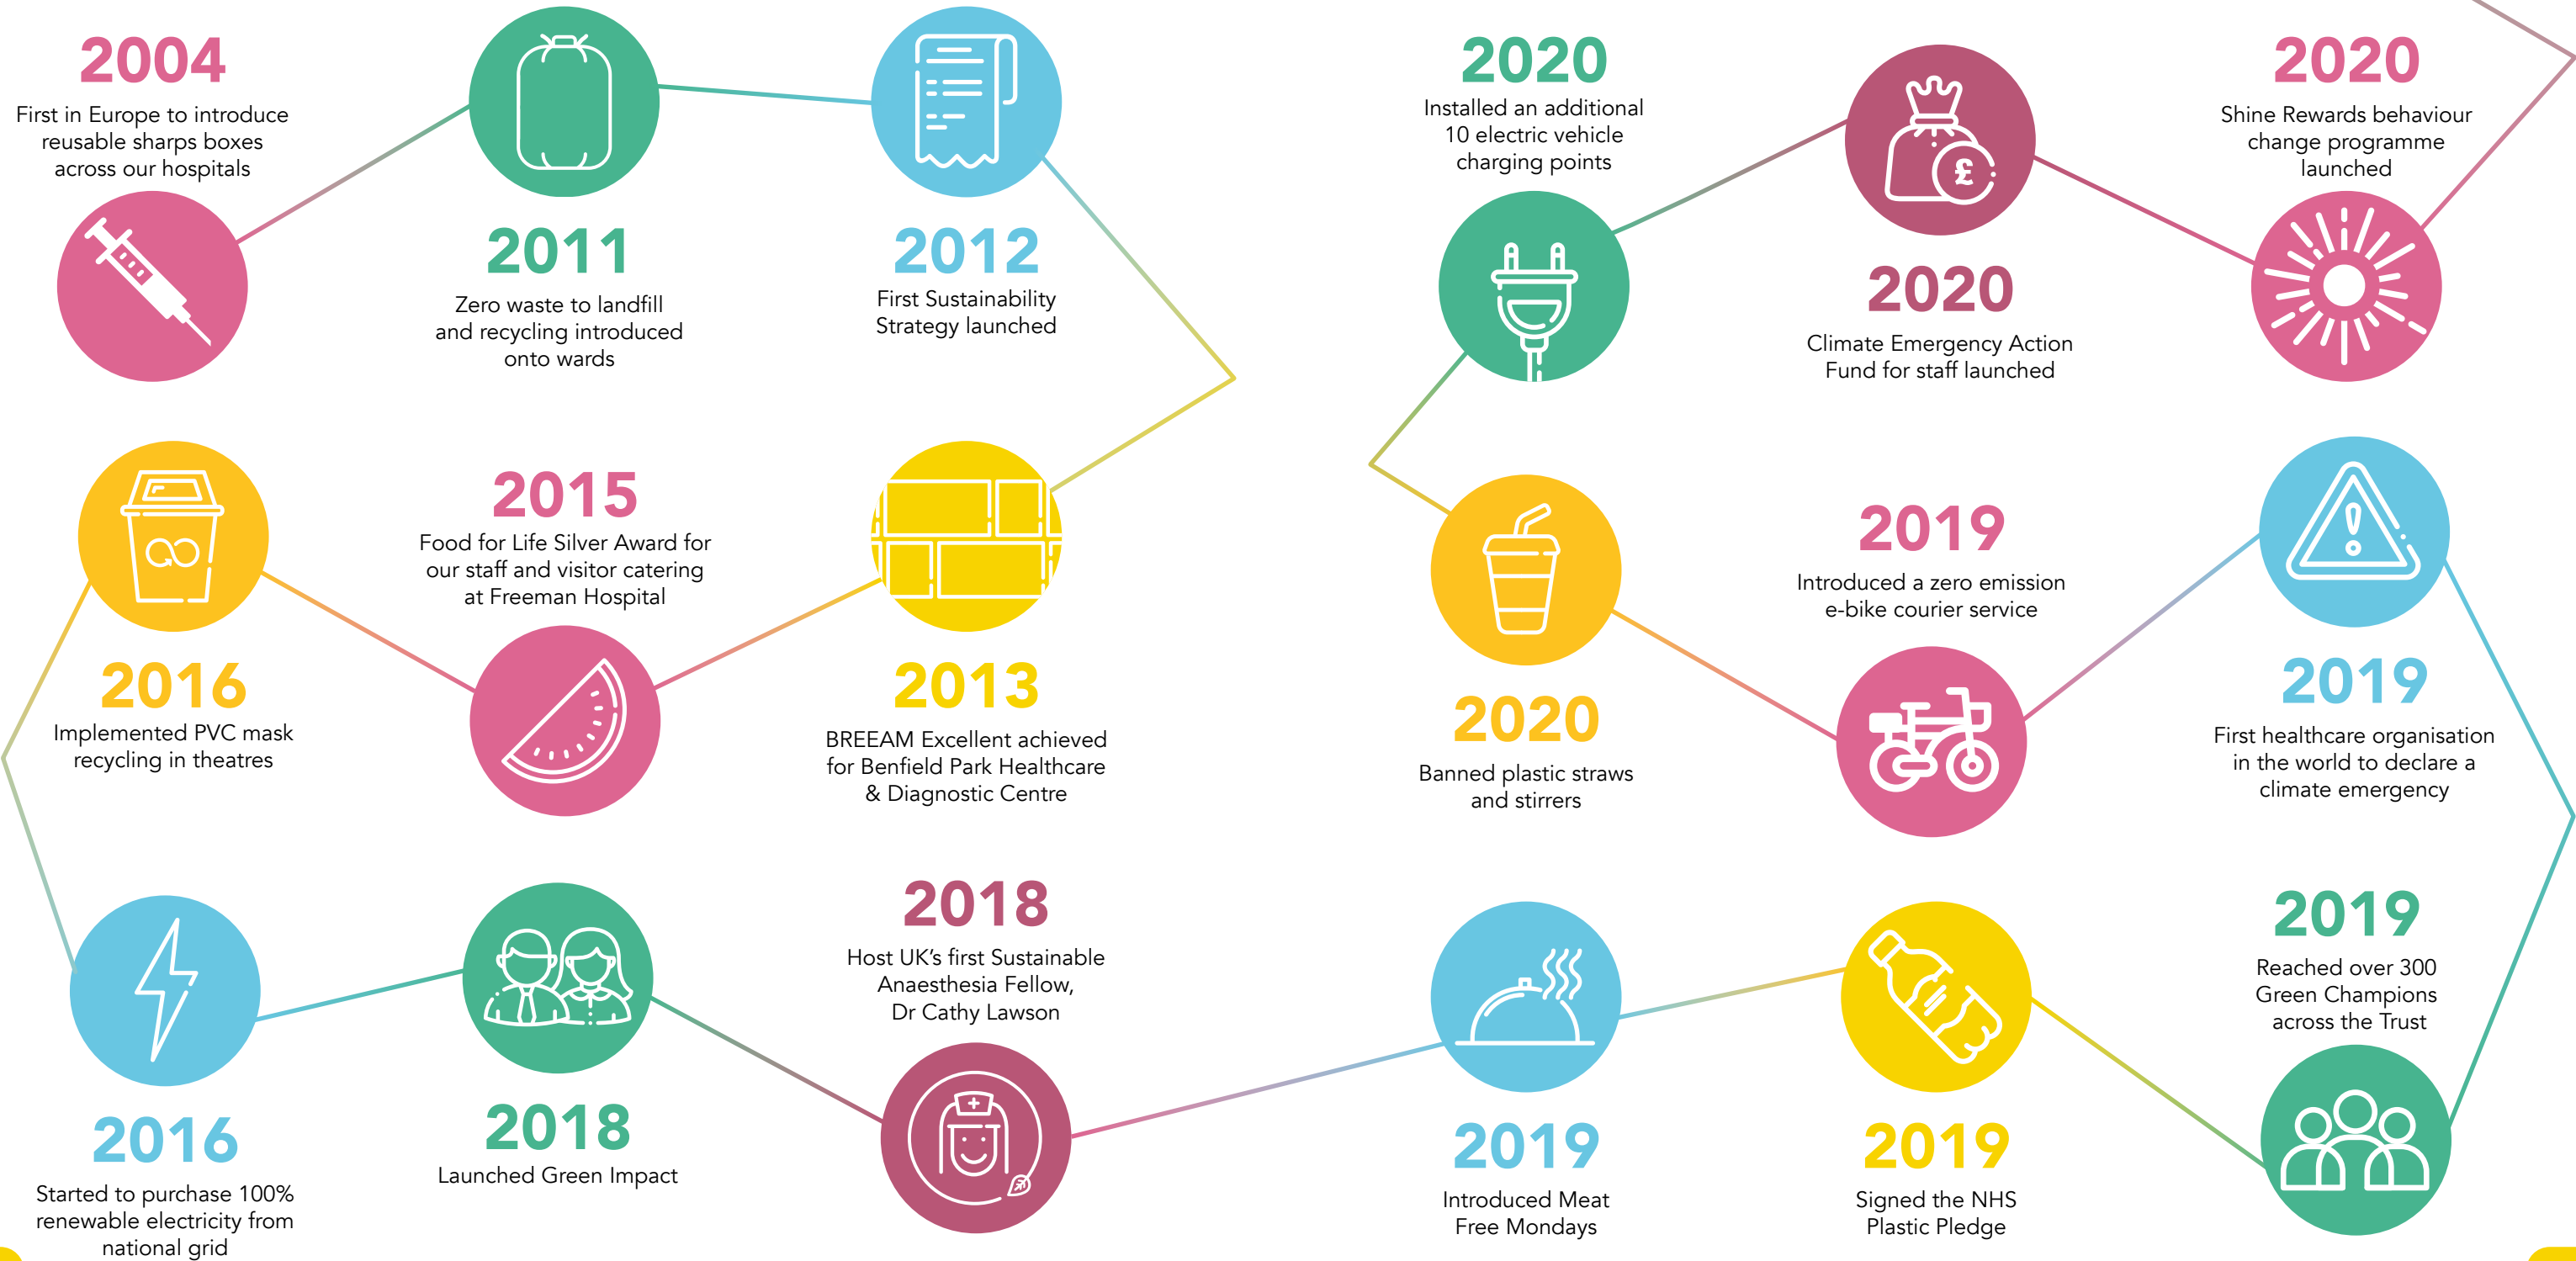 2004
First in Europe to introduce
reusable sharps boxes
across our hospitals
2011
Zero waste to landfill
and recycling introduced
onto wards
2012
First Sustainability
Strategy launched
2013
BREEAM Excellent achieved
for Benfield Park Healthcare
& Diagnostic Centre
2015
Food for Life Silver Award for
our staff and visitor catering
at Freeman Hospital
2016
Implemented PVC mask
recycling in theatres
2016
Started to purchase 100%
renewable electricity from
national grid
2018
Launched Green Impact
2018
Host UK’s first Sustainable
Anaesthesia Fellow,
Dr Cathy Lawson
2019
Introduced Meat
Free Mondays
2019
Signed the NHS
Plastic Pledge
2019
Reached over 300
Green Champions
across the Trust
2019
First healthcare organisation
in the world to declare a
climate emergency
2019
Introduced a zero emission
e-bike courier service
2020
Banned plastic straws
and stirrers
2020
Installed an additional
10 electric vehicle
charging points
£
2020
Climate Emergency Action
Fund for staff launched
2020
Shine Rewards behaviour
change programme
launched